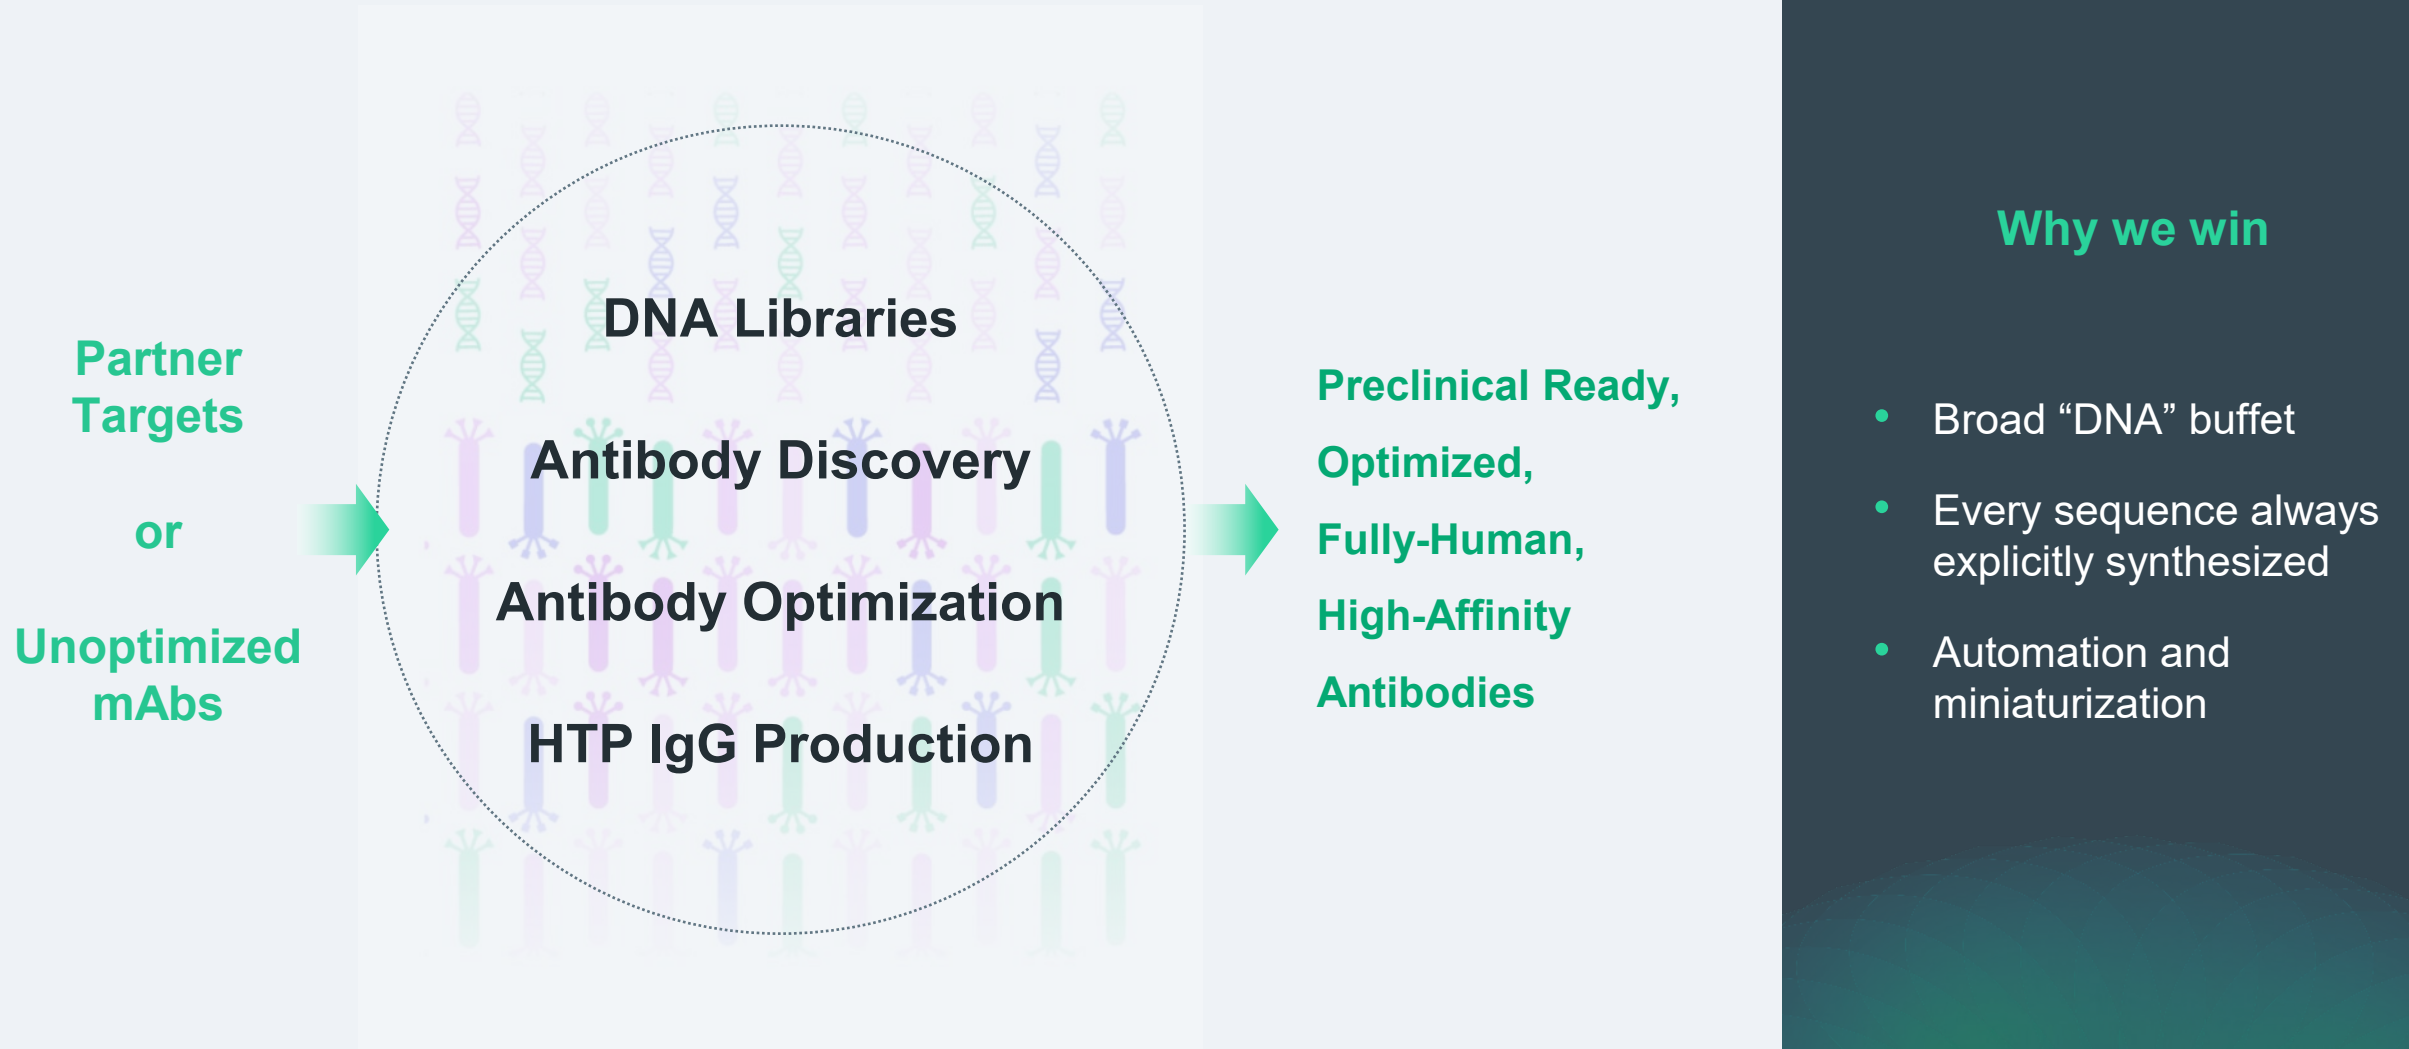 Partner
Targets
or
Unoptimized
mAbs
DNA Libraries
Antibody Discovery
Antibody Optimization
HTP IgG Production
Preclinical Ready,
Optimized,
Fully-Human,
High-Affinity
Antibodies
Why we win
• Broad “DNA” buffet
• Every sequence always
explicitly synthesized
• Automation and
miniaturization